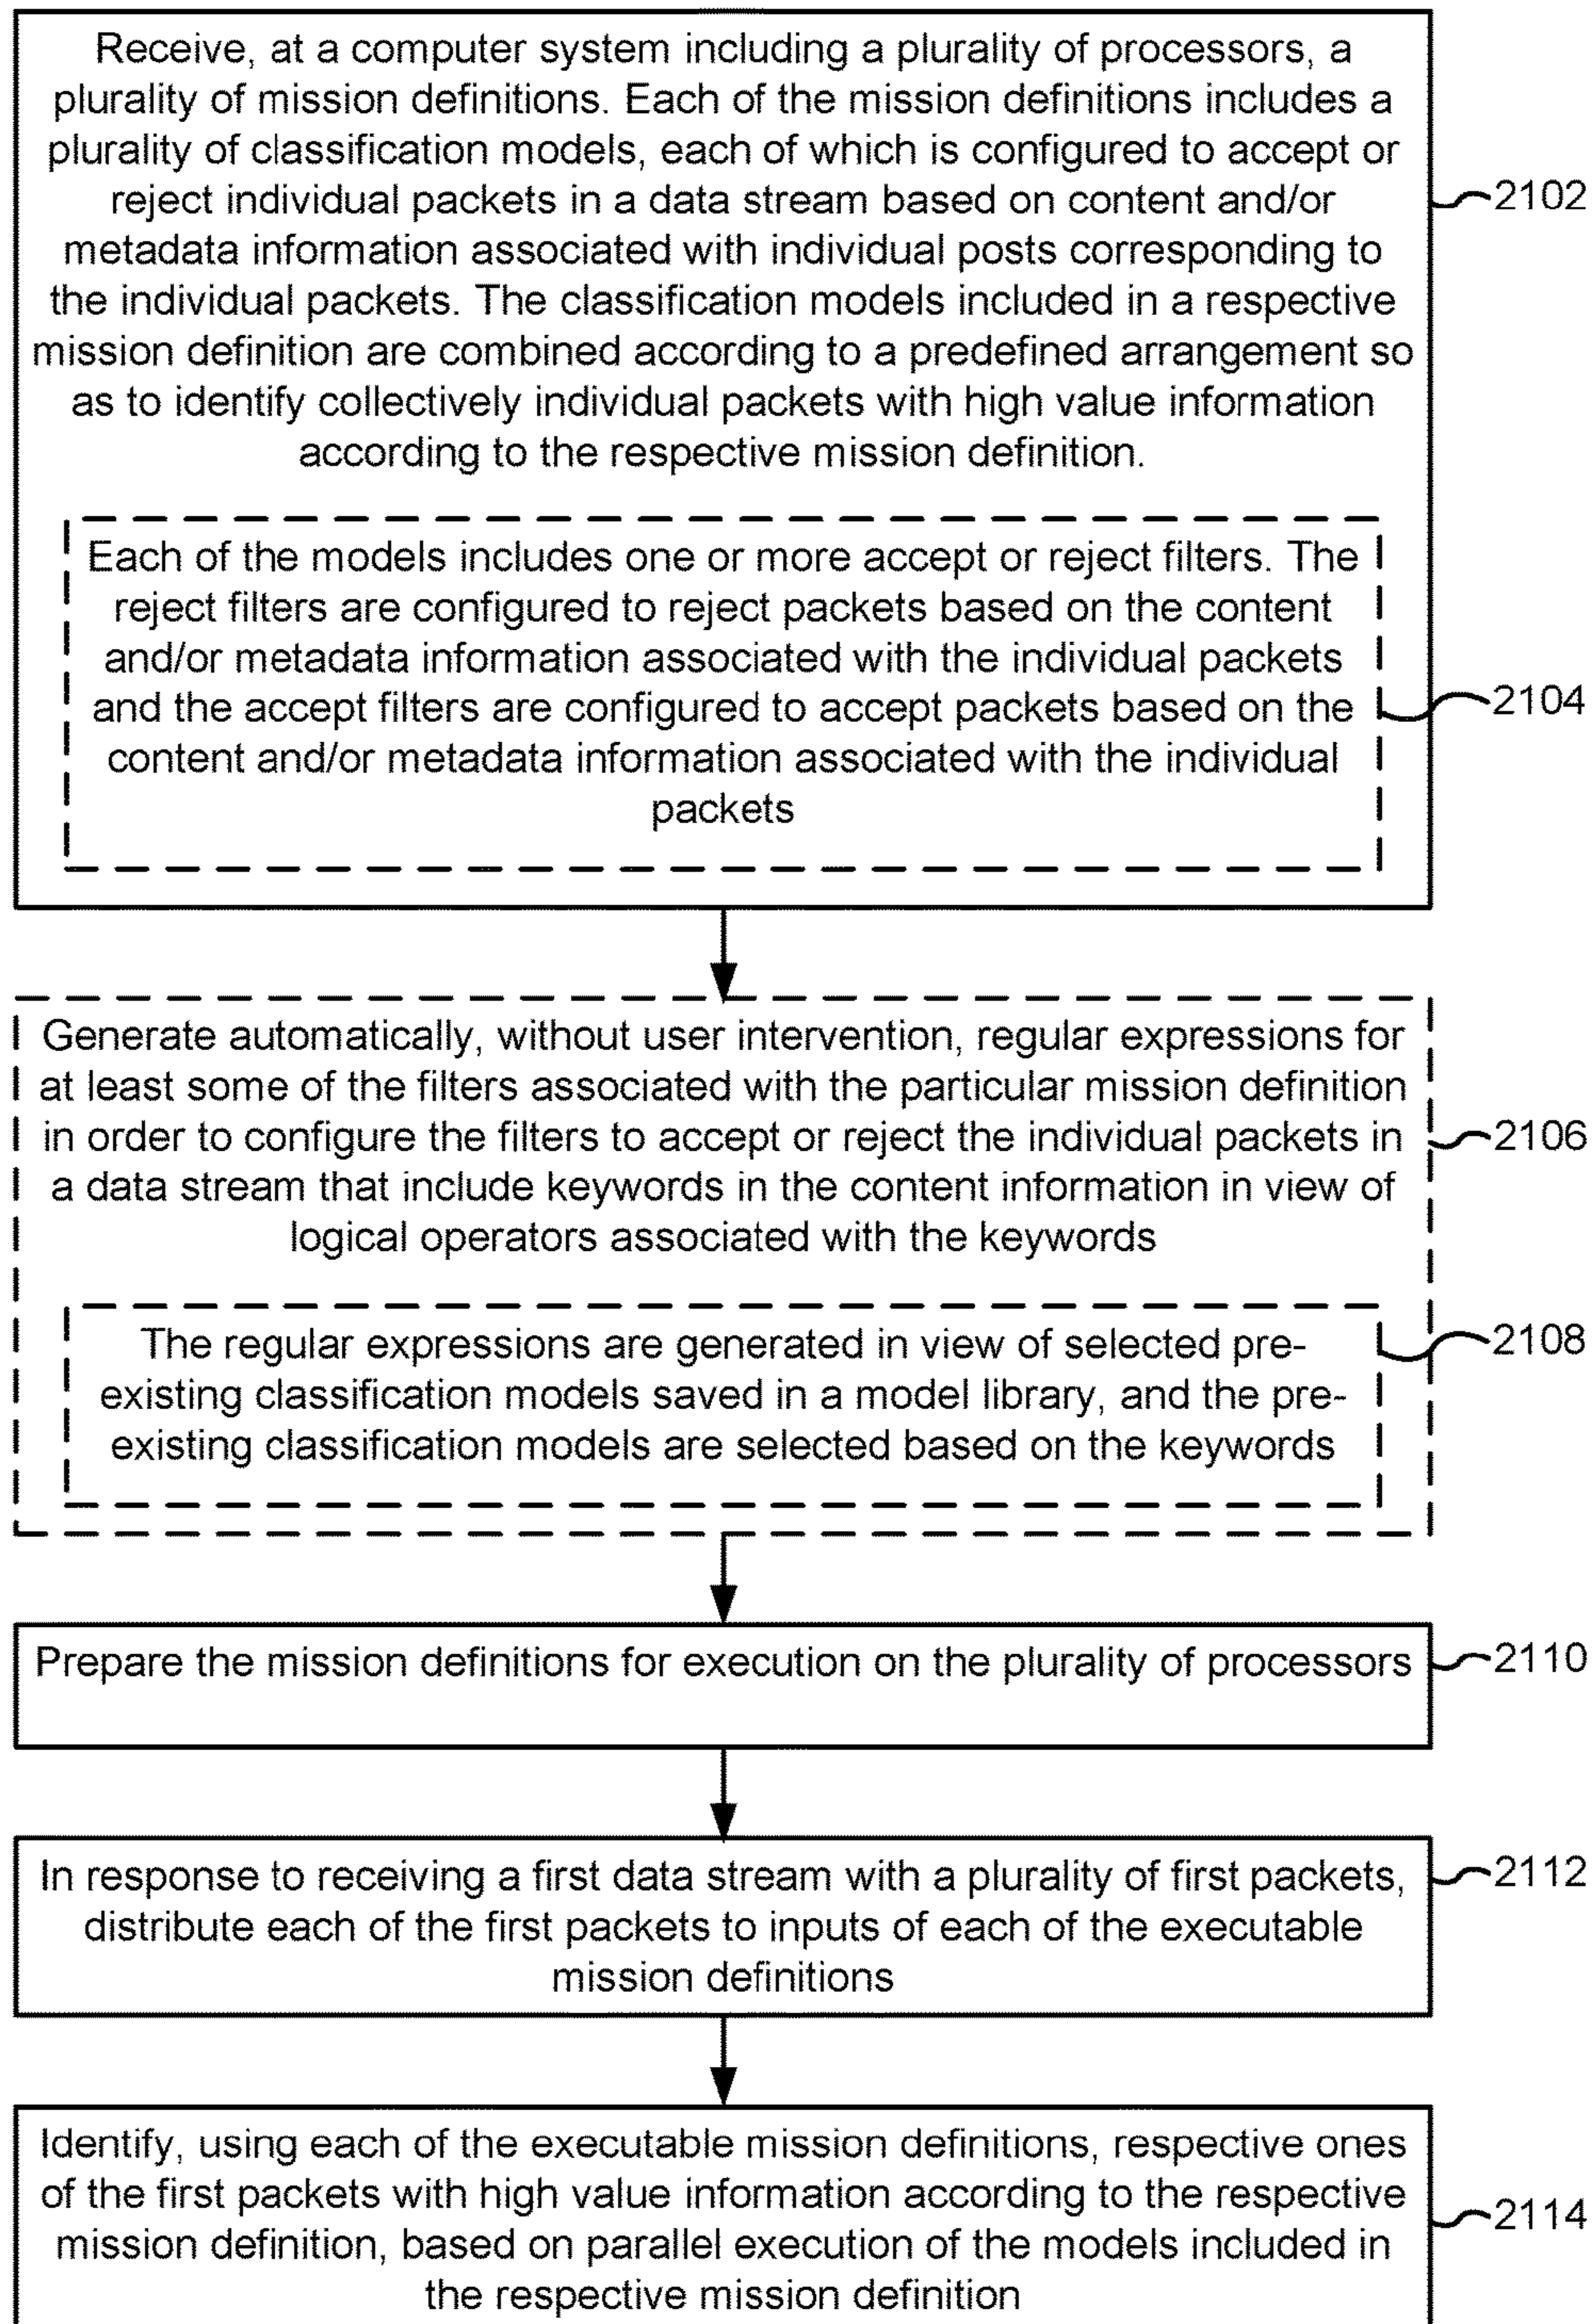 Receive, at a computer system including a plurality of processors, a
plurality of mission definitions. Each of the mission definitions includes a
plurality of classification models, each of which is configured to accept or
reject individual packets in a data stream based on content and/or
metadata information associated with individual posts corresponding to
the individual packets. The classification models included in a respective
mission definition are combined according to a predefined arrangement so
as to identify collectively individual packets with high value information
according to the respective mission definition.
2102
Each of the models includes one or more accept or reject filters. The
reject filters are configured to reject packets based on the content
and/or metadata information associated with the individual packets
and the accept filters are configured to accept packets based on the
content and/or metadata information associated with the individual
packets
2104
Generate automatically, without user intervention, regular expressions for
at least some of the filters associated with the particular mission definition
in order to configure the filters to accept or reject the individual packets in
a data stream that include keywords in the content information in view of
logical operators associated with the keywords
2106
The regular expressions are generated in view of selected pre-
existing classification models saved in a model library, and the pre-
existing classification models are selected based on the keywords
2108
Prepare the mission definitions for execution on the plurality of processors
2110
In response to receiving a first data stream with a plurality of first packets,
distribute each of the first packets to inputs of each of the executable
mission definitions
2112
Identify, using each of the executable mission definitions, respective ones
of the first packets with high value information according to the respective
mission definition, based on parallel execution of the models included in
the respective mission definition
2114